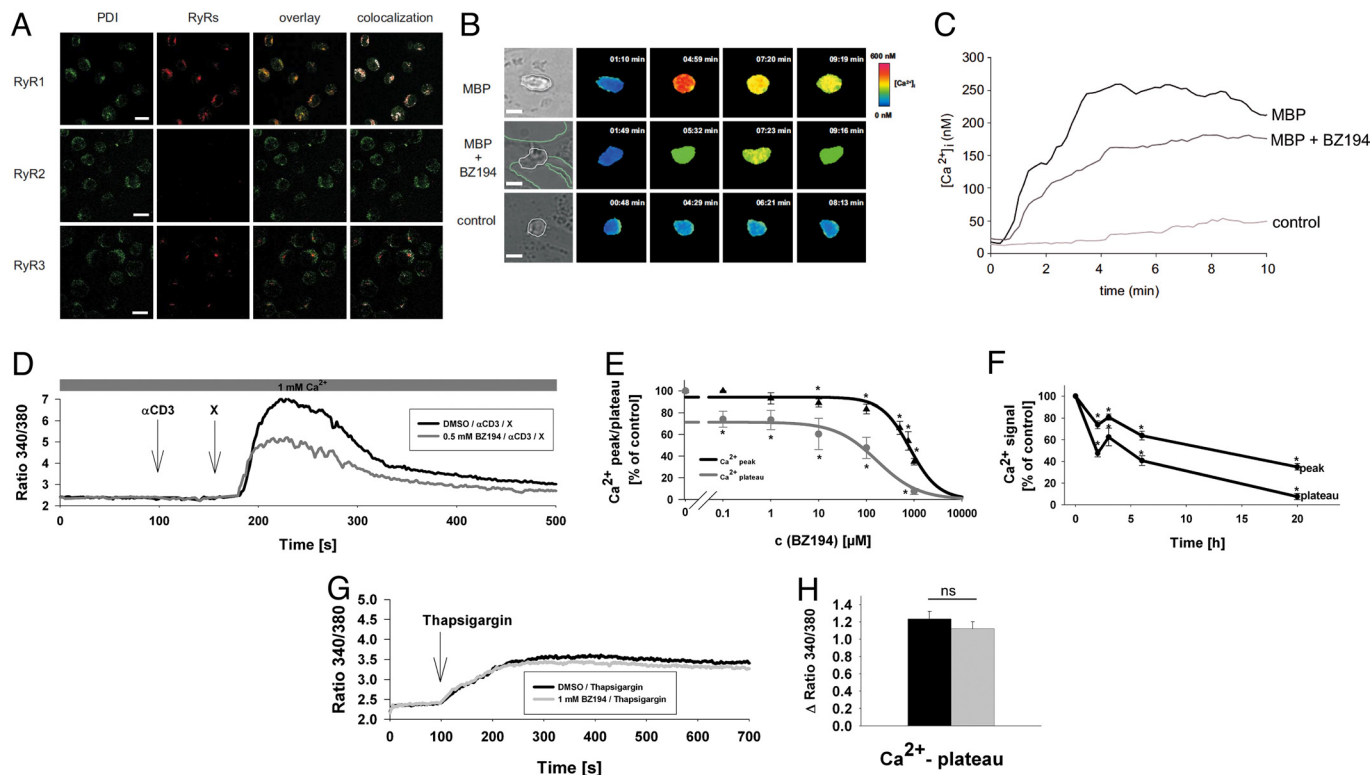 A
PDI RyRs overlay colocalization
RyR1
RyR2
RyR3
B
MBP
01:10 min 04:59 min 07:20 min 09:19 min
MBP
+
BZ194
01:49 min 05:32 min 07:23 min 09:16 min
control
00:48 min 04:29 min 06:21 min 08:13 min
600 nM
[Ca²⁺]i
0 nM
C
[Ca²⁺]i (nM)
300
250
200
150
100
50
0
MBP
MBP + BZ194
control
0 2 4 6 8 10
time (min)
D
1 mM Ca²⁺
Ratio 340/380
7
6
5
4
3
2
αCD3 X
DMSO / αCD3 / X
0.5 mM BZ194 / αCD3 / X
0 100 200 300 400 500
Time [s]
E
Ca²⁺ peak/plateau
[% of control]
100
80
60
40
20
0
* * * * *
* * * * *
Ca²⁺ peak
Ca²⁺ plateau
0 0.1 1 10 100 1000 10000
c (BZ194) [µM]
F
Ca²⁺ signal
[% of control]
100
80
60
40
20
0
* * * *
* * * *
peak
plateau
0 5 10 15 20
Time [h]
G
Ratio 340/380
5.0
4.5
4.0
3.5
3.0
2.5
2.0
Thapsigargin
DMSO / Thapsigargin
1 mM BZ194 / Thapsigargin
0 100 200 300 400 500 600 700
Time [s]
H
Δ Ratio 340/380
1.4
1.2
1.0
0.8
0.6
0.4
0.2
0.0
ns
Ca²⁺- plateau